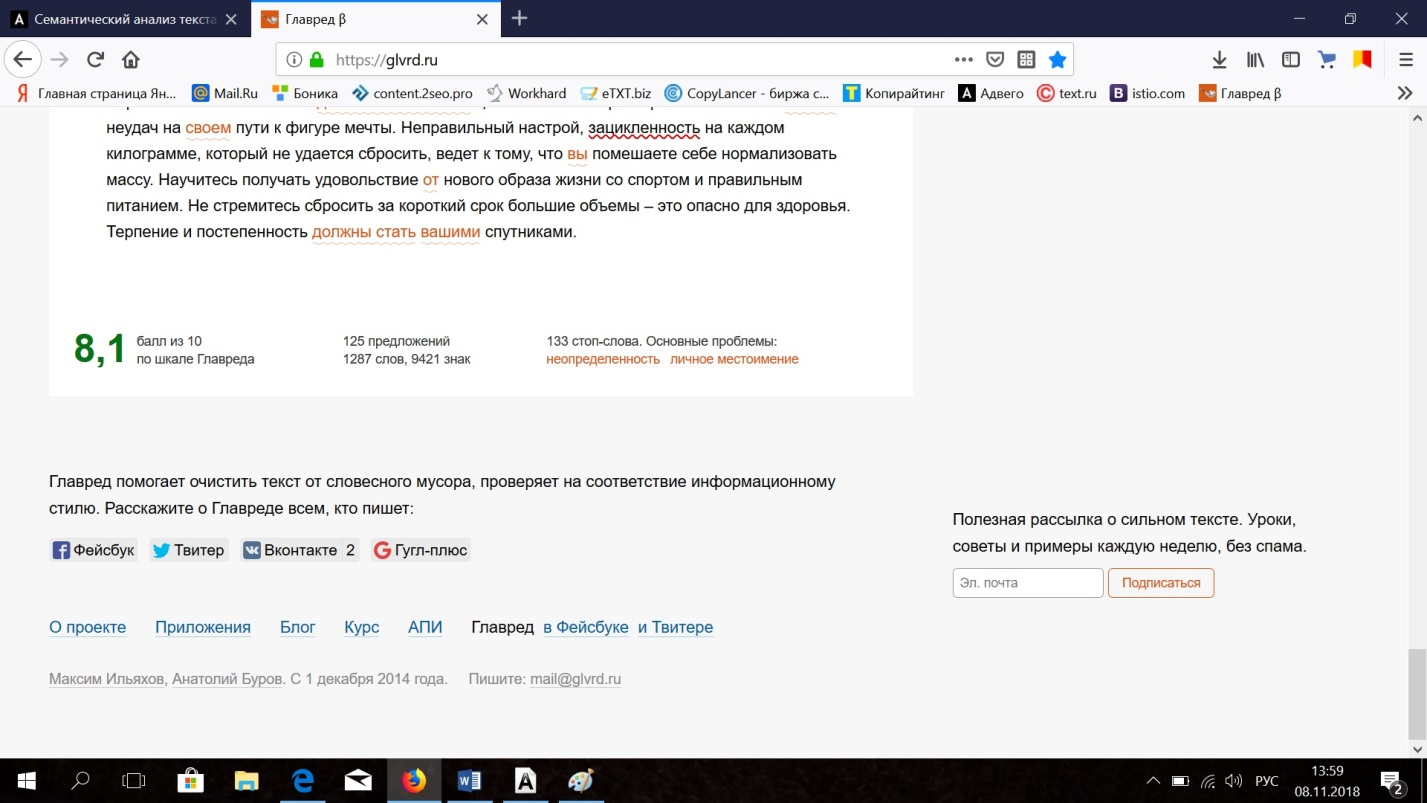 Семантический анализ текста
Главред β
https://glvrd.ru
Главная страница Ян...
Mail.Ru
Боника
content.2seo.pro
Workhard
eTXT.biz
CopyLancer - биржа с...
Копирайтинг
Адвего
text.ru
istio.com
Главред β
неудач на своем пути к фигуре мечты. Неправильный настрой, зацикленность на каждом
килограмме, который не удается сбросить, ведет к тому, что вы помешаете себе нормализовать
массу. Научитесь получать удовольствие от нового образа жизни со спортом и правильным
питанием. Не стремитесь сбросить за короткий срок большие объемы – это опасно для здоровья.
Терпение и постепенность должны стать вашими спутниками.
8,1
балл из 10
по шкале Главреда
125 предложений
1287 слов, 9421 знак
133 стоп-слова. Основные проблемы:
неопределенность личное местоимение
Главред помогает очистить текст от словесного мусора, проверяет на соответствие информационному
стилю. Расскажите о Главреде всем, кто пишет:
Фейсбук
Твитер
Вконтакте 2
Гугл-плюс
Полезная рассылка о сильном тексте. Уроки,
советы и примеры каждую неделю, без спама.
Эл. почта
Подписаться
О проекте Приложения Блог Курс АПИ Главред в Фейсбуке и Твитере
Максим Ильяхов, Анатолий Буров. С 1 декабря 2014 года. Пишите: mail@glvrd.ru
РУС
13:59
08.11.2018
2